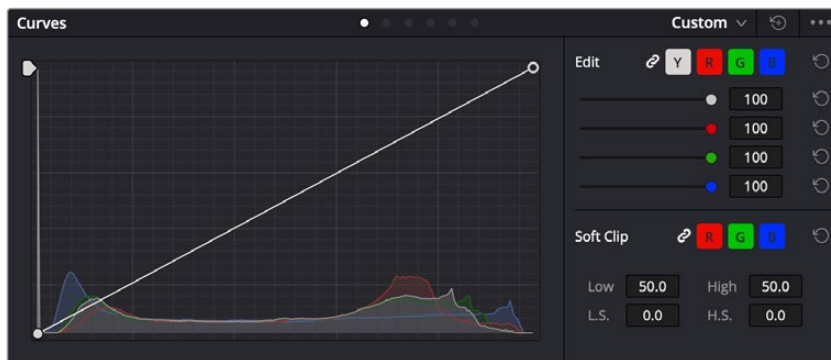 Curves
Custom
Edit
Y R G B
100
100
100
100
Soft Clip
R G B
Low 50.0 High 50.0
L.S. 0.0 H.S. 0.0